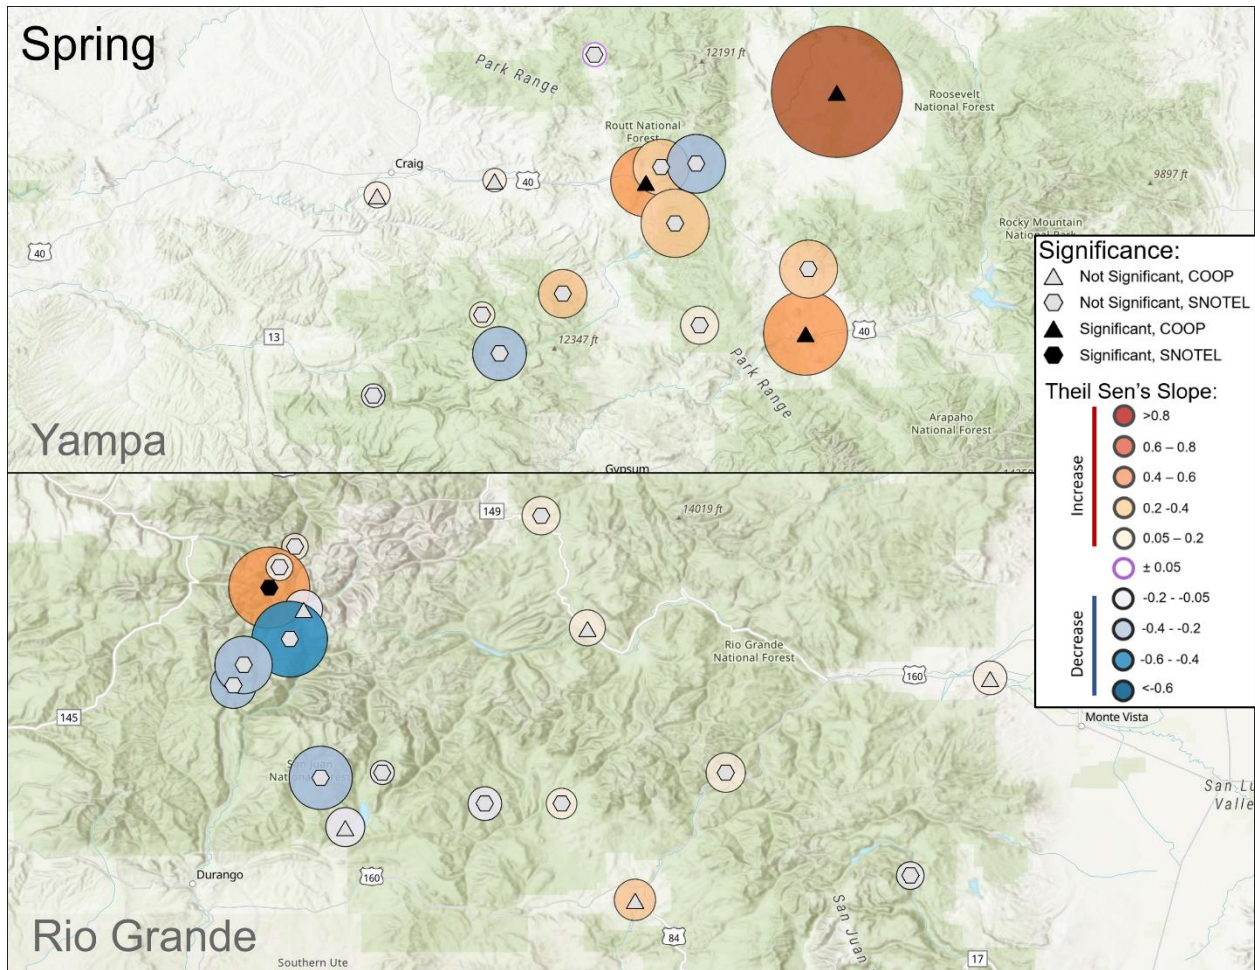 Spring
Park Range
12191 ft
Roosevelt
National Forest
Routt National
Forest
Craig
40
9897 ft
Rocky Mountain
National Park
40
13
12347 ft
40
Park Range
Arapaho
National Forest
Yampa
Gypsum
Significance:
Not Significant, COOP
Not Significant, SNOTEL
Significant, COOP
Significant, SNOTEL
Theil Sen's Slope:
Increase
>0.8
0.6 – 0.8
0.4 – 0.6
0.2 -0.4
0.05 – 0.2
± 0.05
Decrease
-0.2 - -0.05
-0.4 - -0.2
-0.6 - -0.4
<-0.6
149
14019 ft
Rio Grande
National Forest
160
145
Monte Vista
San Juan
National Forest
San Lu
Valle
Durango
160
San Juan
Rio Grande
84
17
Southern Ute